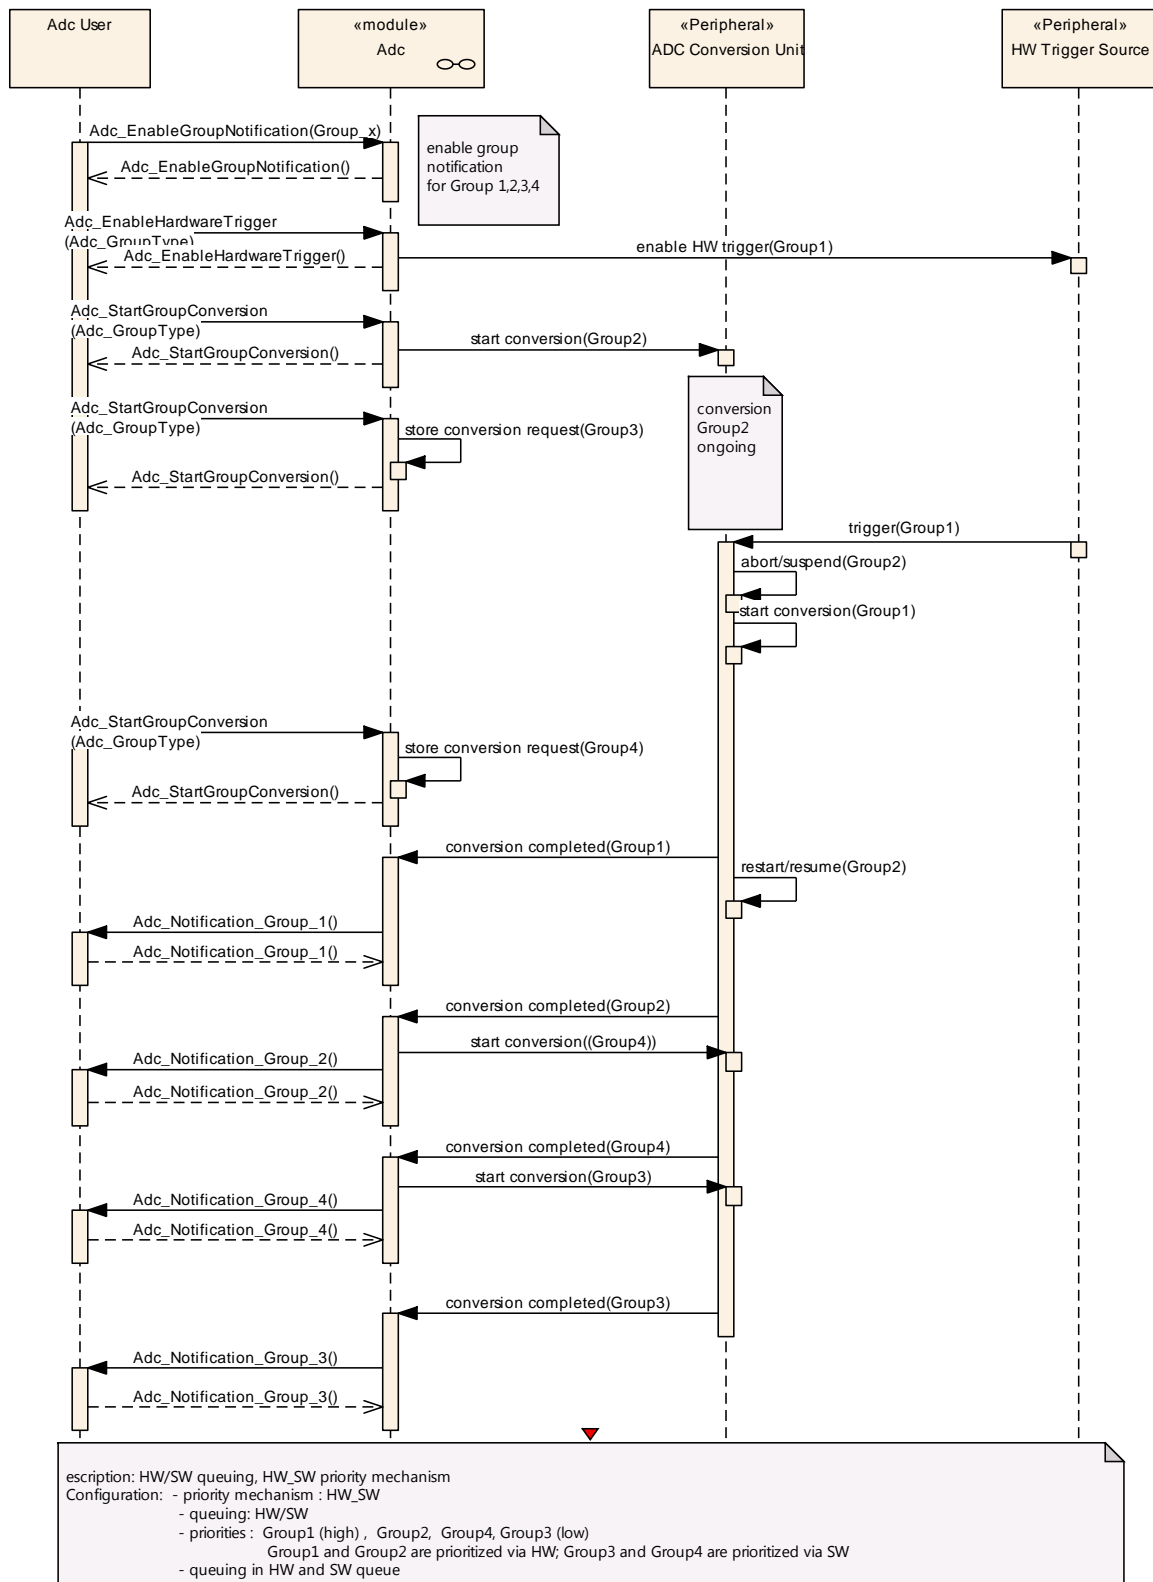 Adc User
«module»
Adc
«Peripheral»
ADC Conversion Unit
«Peripheral»
HW Trigger Source
Adc_EnableGroupNotification(Group_x)
enable group
notification
for Group 1,2,3,4
Adc_EnableGroupNotification()
Adc_EnableHardwareTrigger
(Adc_GroupType)
enable HW trigger(Group1)
Adc_EnableHardwareTrigger()
Adc_StartGroupConversion
(Adc_GroupType)
start conversion(Group2)
Adc_StartGroupConversion()
conversion
Group2
ongoing
Adc_StartGroupConversion
(Adc_GroupType)
store conversion request(Group3)
Adc_StartGroupConversion()
trigger(Group1)
abort/suspend(Group2)
start conversion(Group1)
Adc_StartGroupConversion
(Adc_GroupType)
store conversion request(Group4)
Adc_StartGroupConversion()
conversion completed(Group1)
restart/resume(Group2)
Adc_Notification_Group_1()
Adc_Notification_Group_1()
conversion completed(Group2)
start conversion((Group4))
Adc_Notification_Group_2()
Adc_Notification_Group_2()
conversion completed(Group4)
start conversion(Group3)
Adc_Notification_Group_4()
Adc_Notification_Group_4()
conversion completed(Group3)
Adc_Notification_Group_3()
Adc_Notification_Group_3()
escription: HW/SW queuing, HW_SW priority mechanism
Configuration: - priority mechanism : HW_SW
- queuing: HW/SW
- priorities : Group1 (high) , Group2, Group4, Group3 (low)
Group1 and Group2 are prioritized via HW; Group3 and Group4 are prioritized via SW
- queuing in HW and SW queue